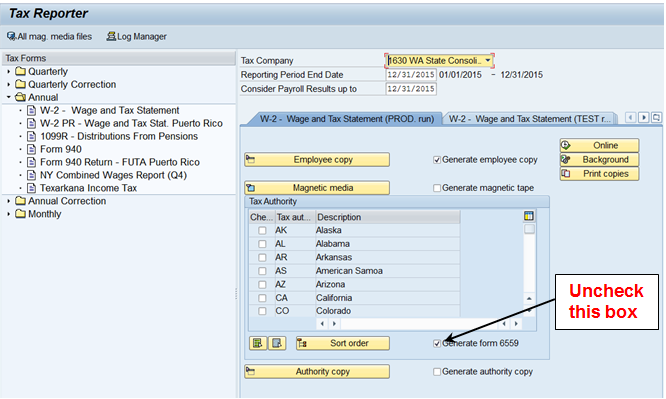 Tax Reporter
All mag. media files Log Manager
Tax Forms
Quarterly
Quarterly Correction
Annual
W-2 - Wage and Tax Statement
W-2 PR - Wage and Tax Stat. Puerto Rico
1099R - Distributions From Pensions
Form 940
Form 940 Return - FUTA Puerto Rico
NY Combined Wages Report (Q4)
Texarkana Income Tax
Annual Correction
Monthly
Tax Company 1630 WA State Consoli..
Reporting Period End Date 12/31/2015 01/01/2015 - 12/31/2015
Consider Payroll Results up to 12/31/2015
W-2 - Wage and Tax Statement (PROD. run) W-2 - Wage and Tax Statement (TEST r...
Employee copy Generate employee copy
Online
Background
Print copies
Magnetic media Generate magnetic tape
Tax Authority
Che... Tax aut... Description
AK Alaska
AL Alabama
AR Arkansas
AS American Samoa
AZ Arizona
CA California
CO Colorado
Sort order Generate form 6559
Authority copy Generate authority copy
Uncheck
this box